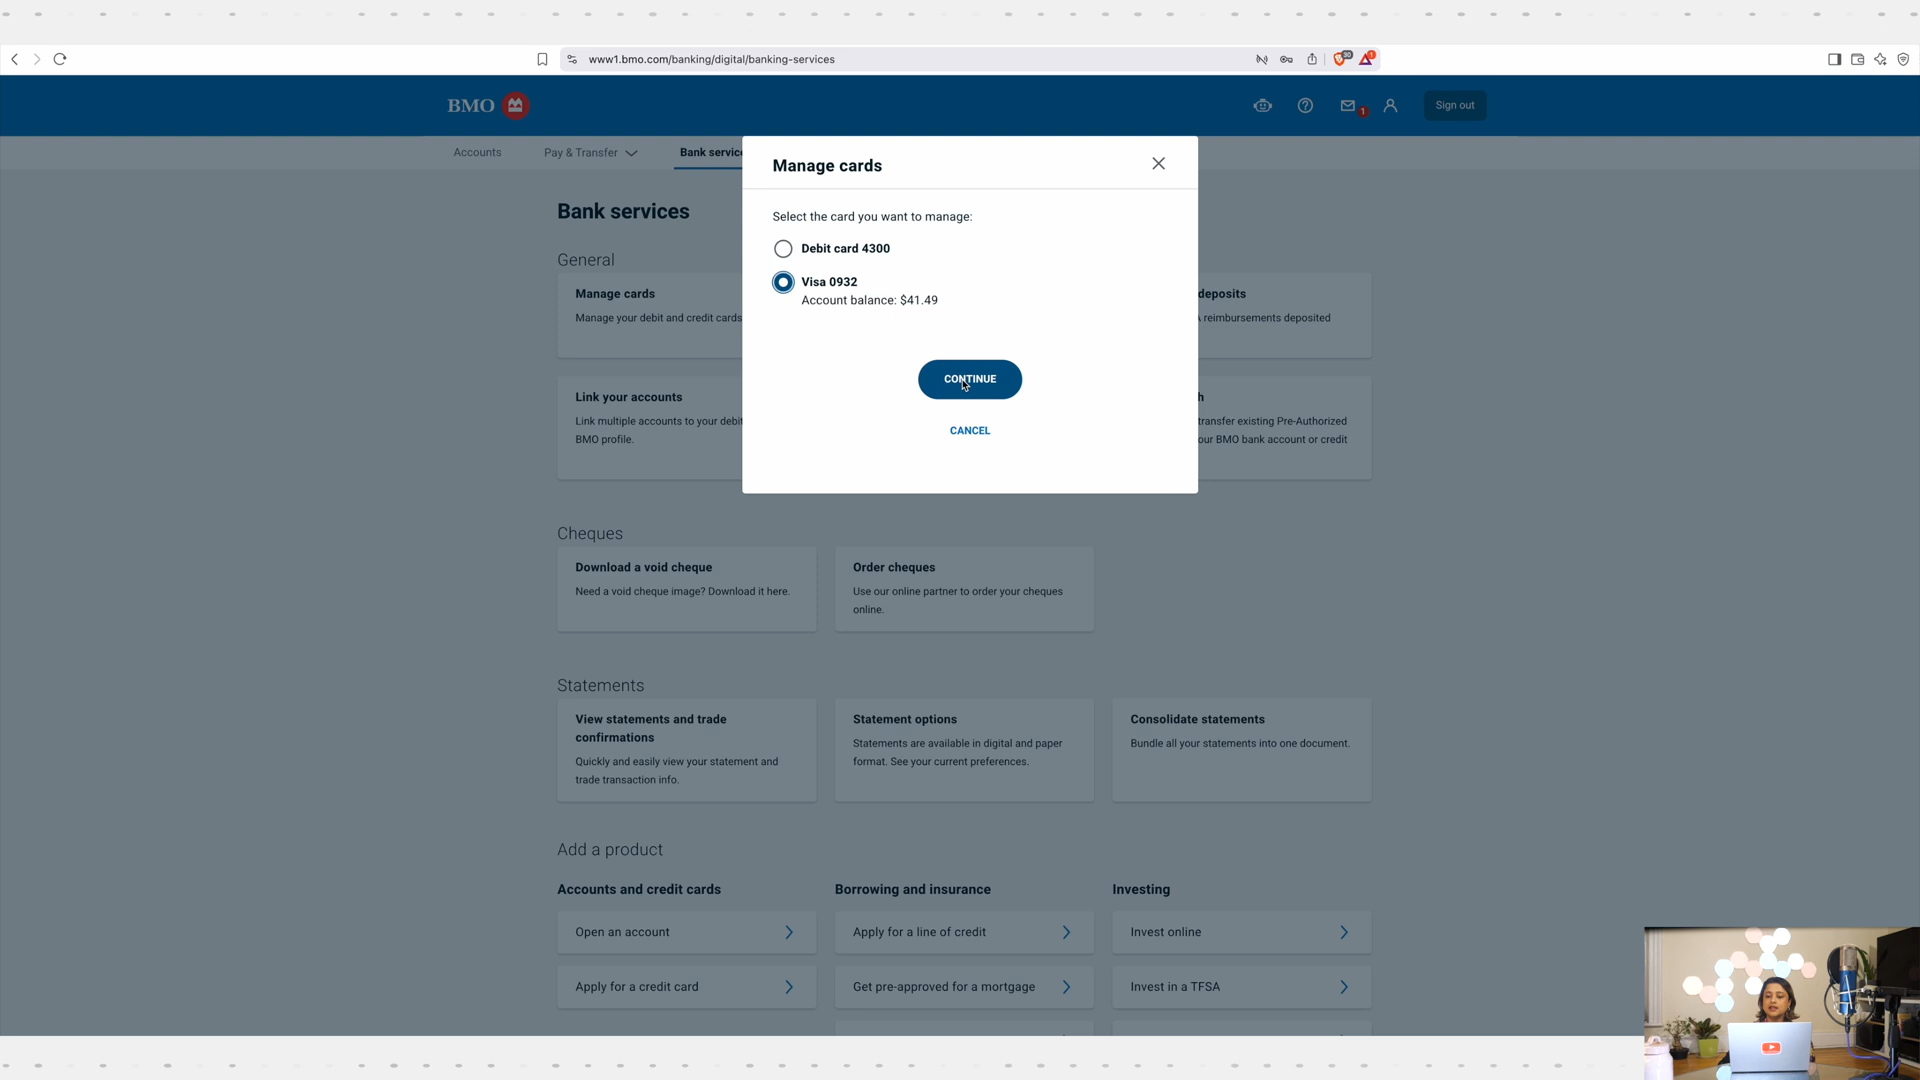 www1.bmo.com/banking/digital/banking-services
30
1
BMO
1
Sign out
Accounts
Pay & Transfer
Bank servic
Manage cards
Select the card you want to manage:
Debit card 4300
Visa 0932
Account balance: $41.49
CONTINUE
CANCEL
Bank services
General
Manage cards
Manage your debit and credit cards
deposits
reimbursements deposited
Link your accounts
Link multiple accounts to your debit
BMO profile.
h
transfer existing Pre-Authorized
our BMO bank account or credit
Cheques
Download a void cheque
Need a void cheque image? Download it here.
Order cheques
Use our online partner to order your cheques
online.
Statements
View statements and trade
confirmations
Quickly and easily view your statement and
trade transaction info.
Statement options
Statements are available in digital and paper
format. See your current preferences.
Consolidate statements
Bundle all your statements into one document.
Add a product
Accounts and credit cards
Open an account
Apply for a credit card
Borrowing and insurance
Apply for a line of credit
Get pre-approved for a mortgage
Investing
Invest online
Invest in a TFSA